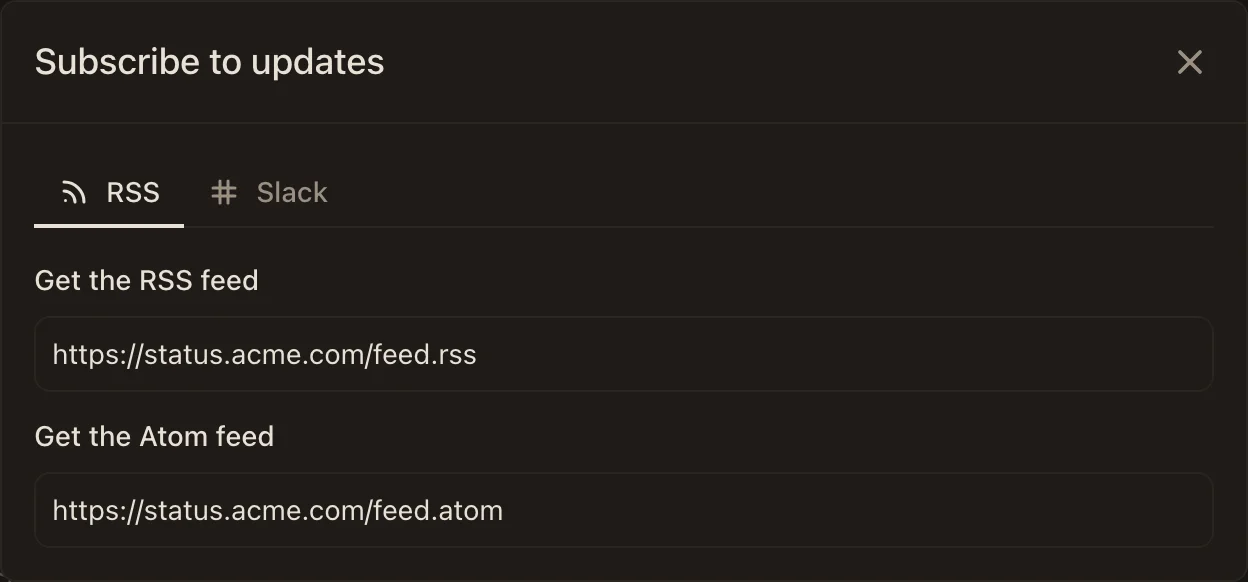 Subscribe to updates
RSS
Slack
Get the RSS feed
https://status.acme.com/feed.rss
Get the Atom feed
https://status.acme.com/feed.atom